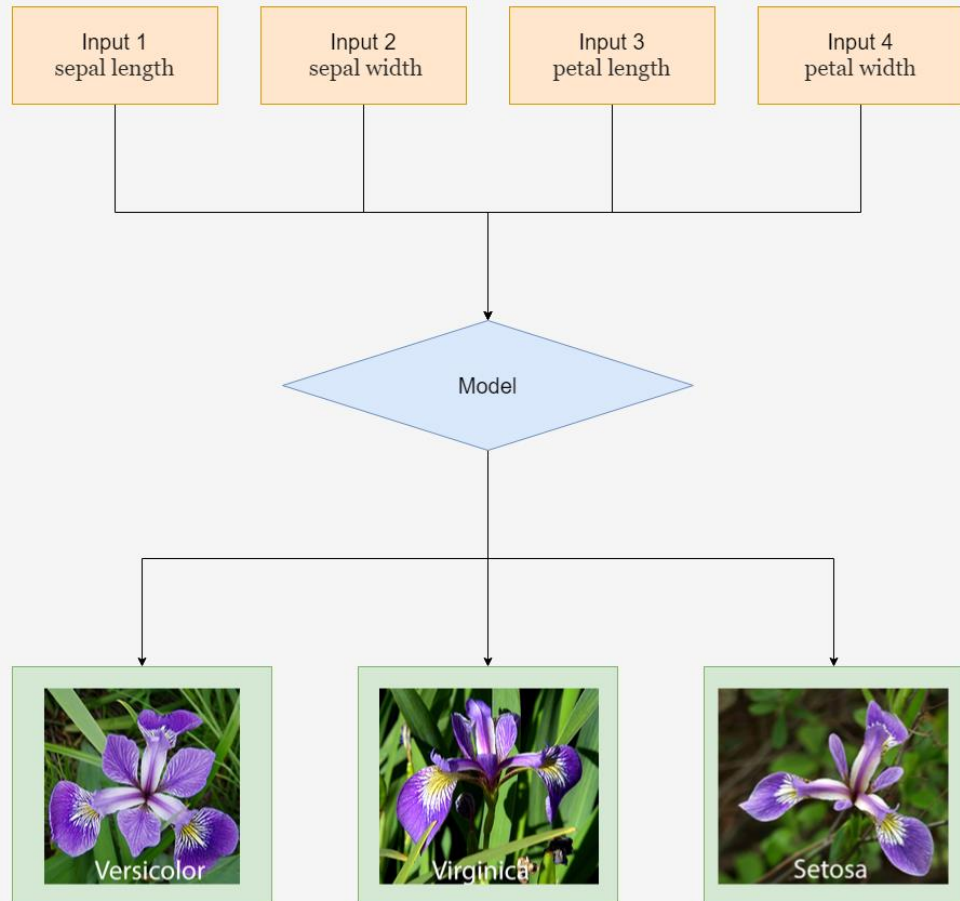 Input 1
sepal length
Input 2
sepal width
Input 3
petal length
Input 4
petal width
Model
Versicolor
Virginica
Setosa